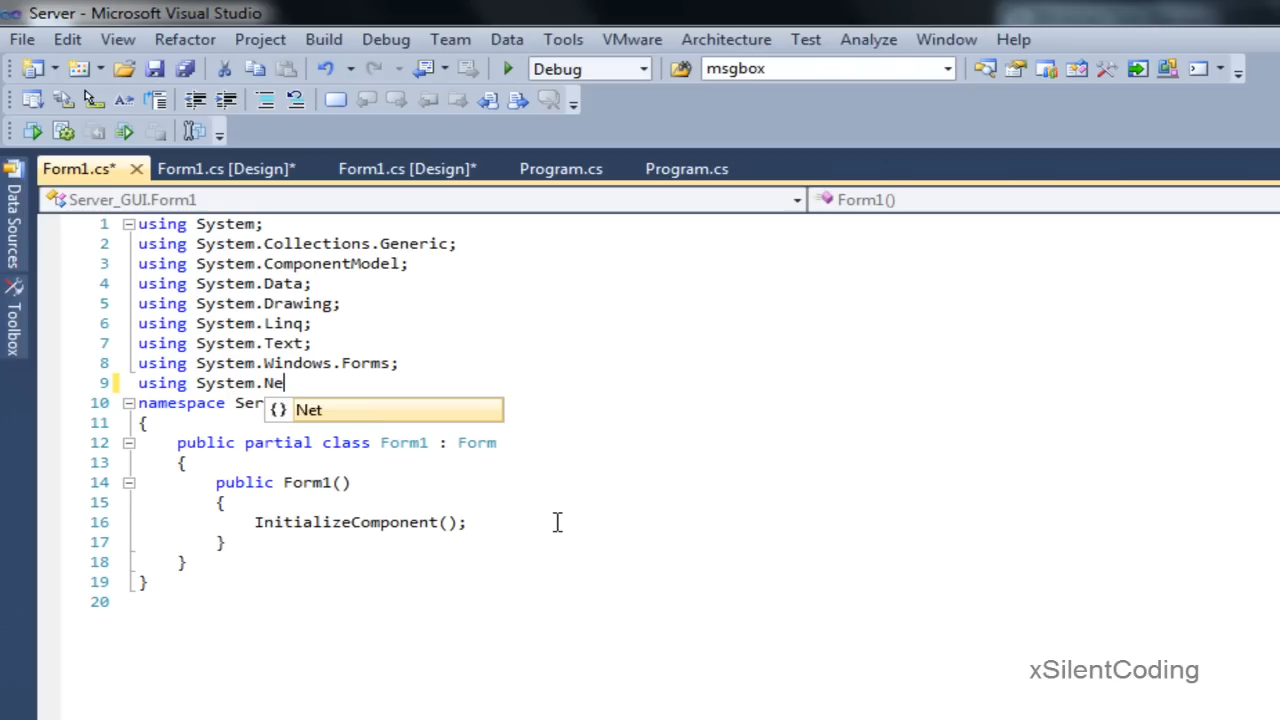 Server - Microsoft Visual Studio
File Edit View Refactor Project Build Debug Team Data Tools VMware Architecture Test Analyze Window Help
Debug msgbox
Form1.cs* Form1.cs [Design]* Form1.cs [Design]* Program.cs Program.cs
Server_GUI.Form1 Form1()
Data Sources
Toolbox
1 using System;
2 using System.Collections.Generic;
3 using System.ComponentModel;
4 using System.Data;
5 using System.Drawing;
6 using System.Linq;
7 using System.Text;
8 using System.Windows.Forms;
9 using System.Ne
10 namespace Ser
{} Net
11 {
12 public partial class Form1 : Form
13 {
14 public Form1()
15 {
16 InitializeComponent();
17 }
18 }
19 }
20
xSilentCoding